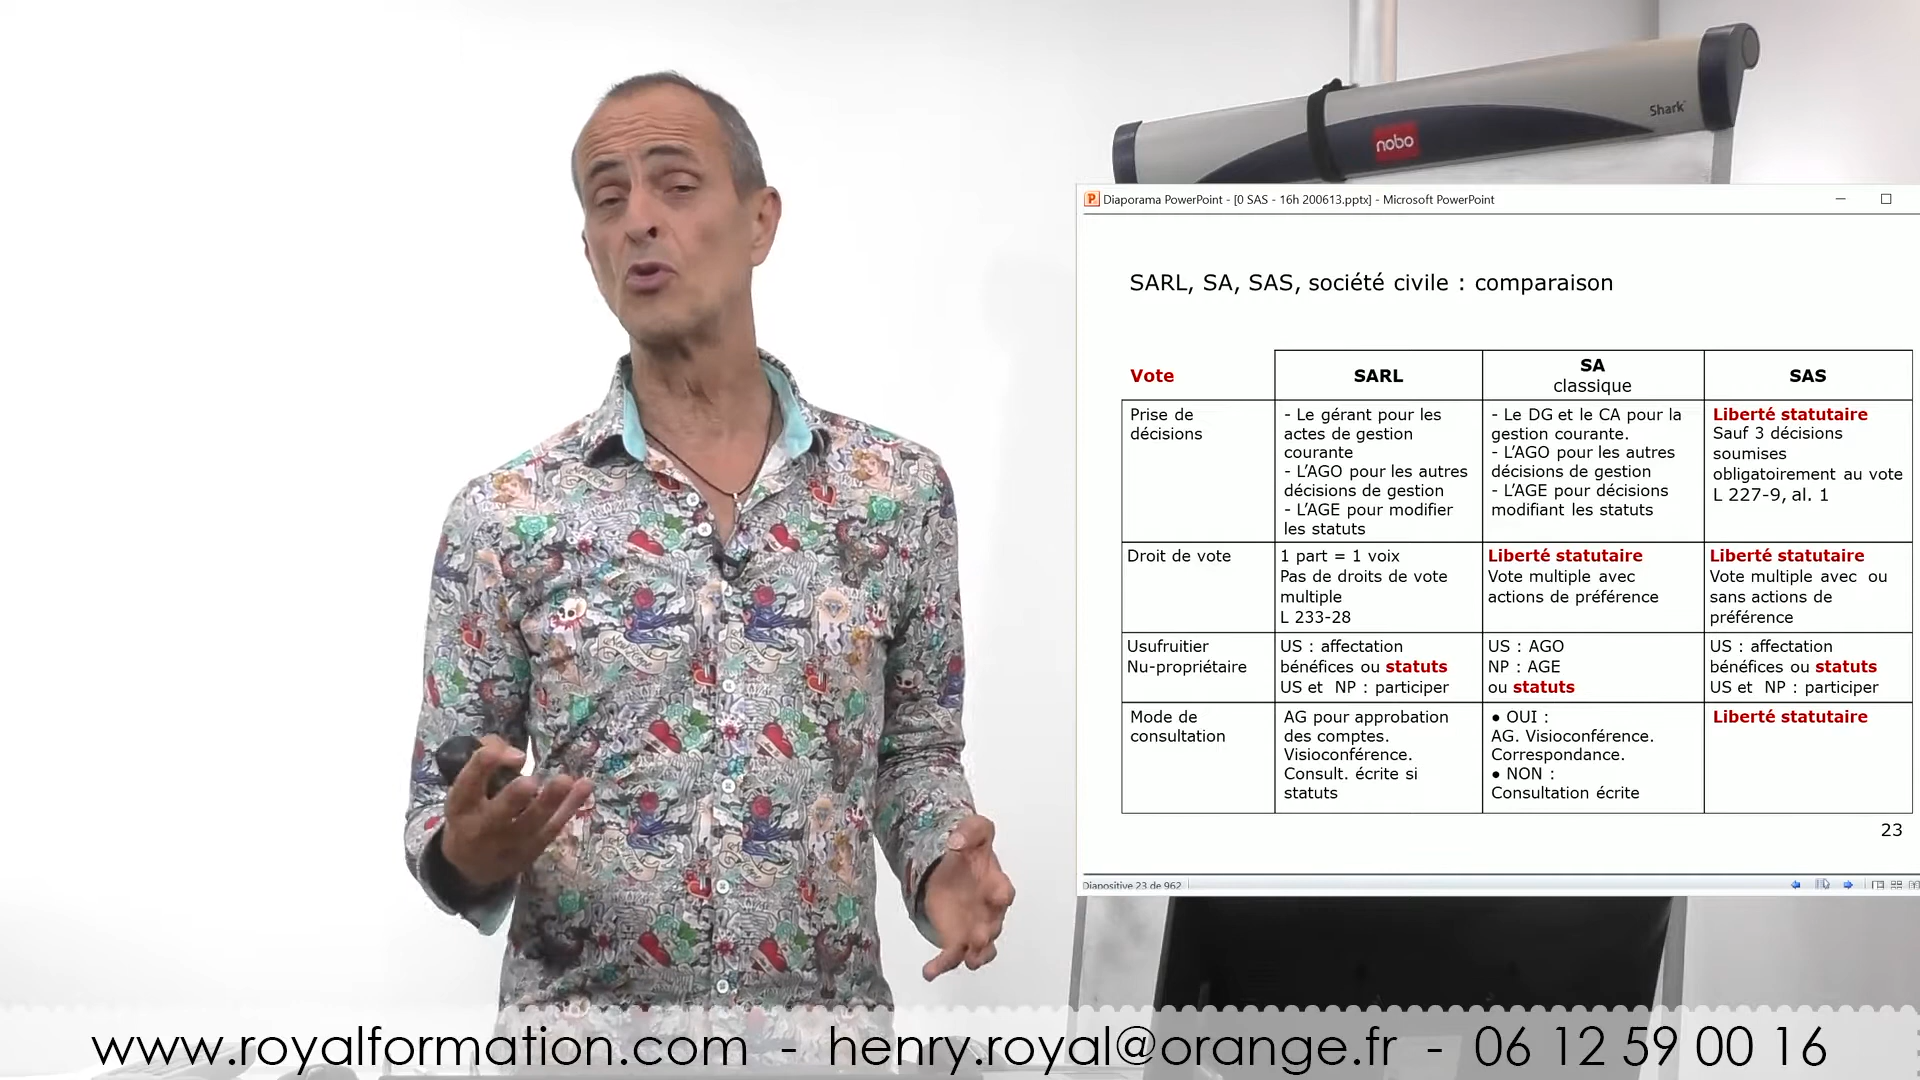 Shark
nobo
Diaporama PowerPoint - [0 SAS - 16h 200613.pptx] - Microsoft PowerPoint
SARL, SA, SAS, société civile : comparaison
Vote
SARL
SA
classique
SAS
Prise de
décisions
- Le gérant pour les
actes de gestion
courante
- L'AGO pour les autres
décisions de gestion
- L'AGE pour modifier
les statuts
- Le DG et le CA pour la
gestion courante.
- L'AGO pour les autres
décisions de gestion
- L'AGE pour décisions
modifiant les statuts
Liberté statutaire
Sauf 3 décisions
soumises
obligatoirement au vote
L 227-9, al. 1
Droit de vote
1 part = 1 voix
Pas de droits de vote
multiple
L 233-28
Liberté statutaire
Vote multiple avec
actions de préférence
Liberté statutaire
Vote multiple avec ou
sans actions de
préférence
Usufruitier
Nu-propriétaire
US : affectation
bénéfices ou statuts
US et NP : participer
US : AGO
NP : AGE
ou statuts
US : affectation
bénéfices ou statuts
US et NP : participer
Mode de
consultation
AG pour approbation
des comptes.
Visioconférence.
Consult. écrite si
statuts
● OUI :
AG. Visioconférence.
Correspondance.
● NON :
Consultation écrite
Liberté statutaire
23
Diapositive 23 de 962
www.royalformation.com - henry.royal@orange.fr - 06 12 59 00 16